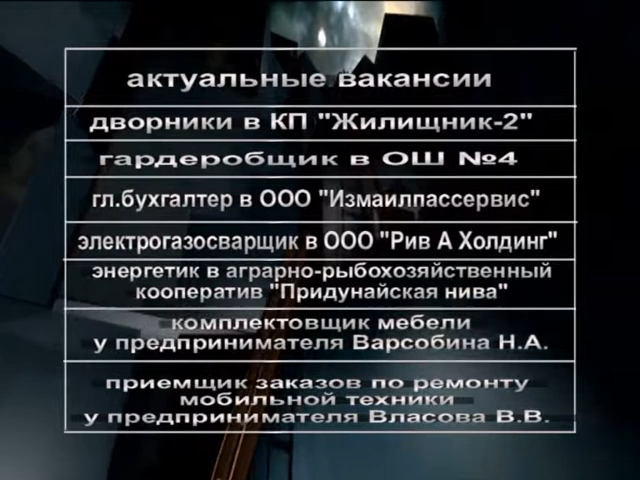 актуальные вакансии
дворники в КП "Жилищник-2"
гардеробщик в ОШ №4
гл.бухгалтер в ООО "Измаилпассервис"
электрогазосварщик в ООО "Рив А Холдинг"
энергетик в аграрно-рыбохозяйственный
кооператив "Придунайская нива"
комплектовщик мебели
у предпринимателя Варсобина Н.А.
приемщик заказов по ремонту
мобильной техники
у предпринимателя Власова В.В.